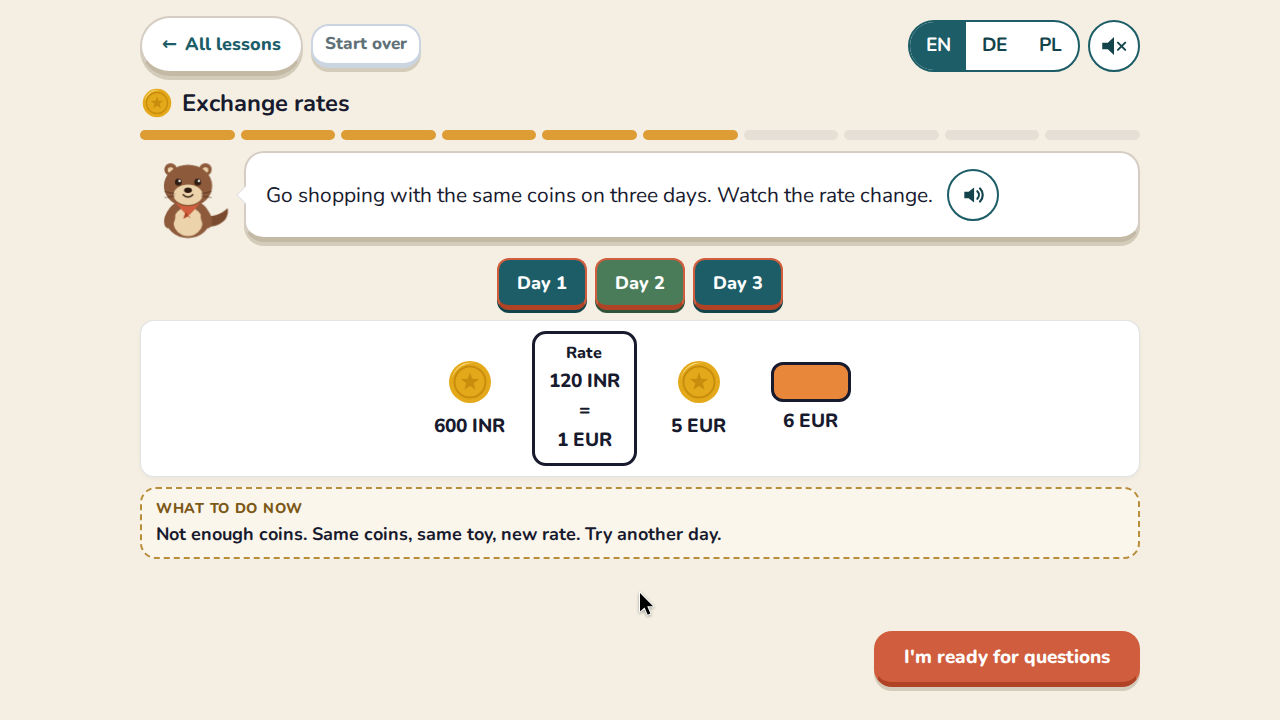 ← All lessons
Start over
EN DE PL
Exchange rates
Go shopping with the same coins on three days. Watch the rate change.
Day 1 Day 2 Day 3
Rate
120 INR
=
1 EUR
600 INR
5 EUR
6 EUR
WHAT TO DO NOW
Not enough coins. Same coins, same toy, new rate. Try another day.
I'm ready for questions